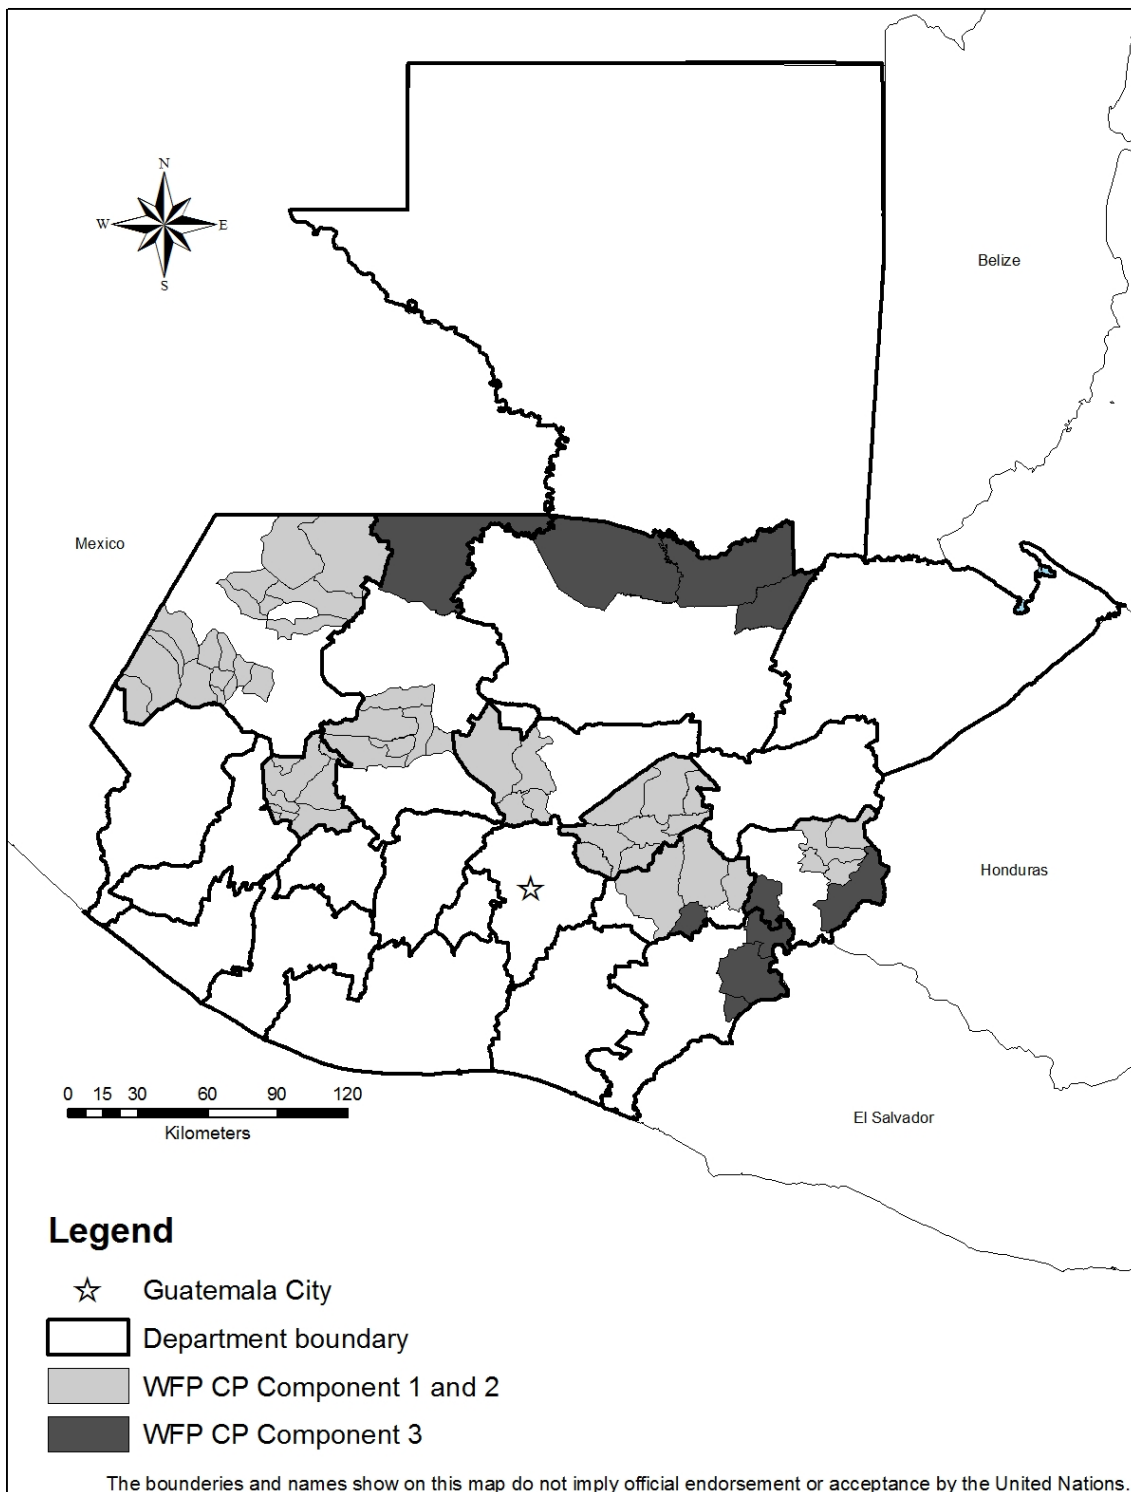 N
W
E
S
Belize
Mexico
Honduras
0 15 30 60 90 120
Kilometers
El Salvador
Legend
Guatemala City
Department boundary
WFP CP Component 1 and 2
WFP CP Component 3
The bounderies and names show on this map do not imply official endorsement or acceptance by the United Nations.